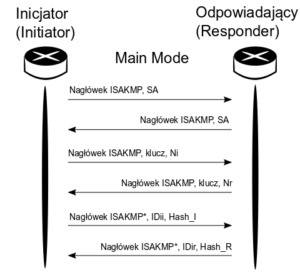 Inicjator
(Initiator)
Odpowiadający
(Responder)
Main Mode
Nagłówek ISAKMP, SA
Nagłówek ISAKMP, SA
Nagłówek ISAKMP, klucz, Ni
Nagłówek ISAKMP, klucz, Nr
Nagłówek ISAKMP*, IDii, Hash_I
Nagłówek ISAKMP*, IDir, Hash_R